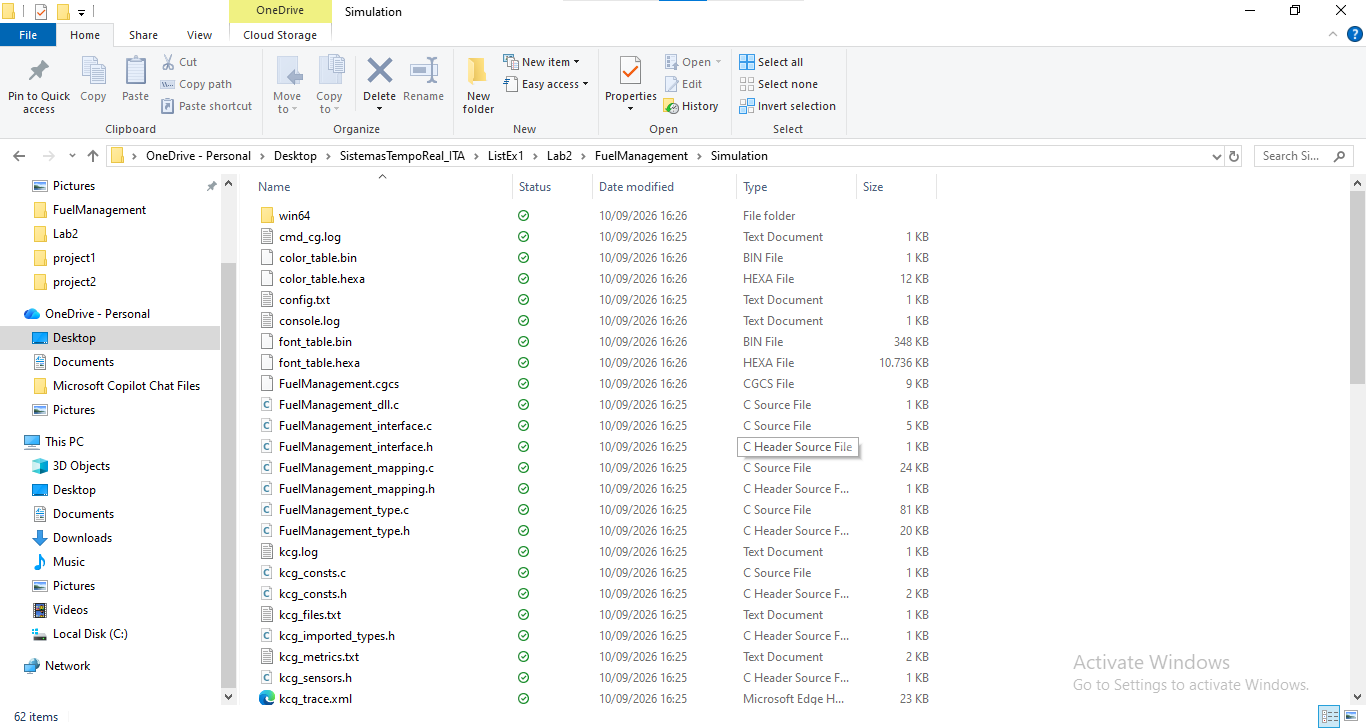 OneDrive
Simulation
File
Home
Share
View
Cloud Storage
Pin to Quick access
Copy
Paste
Cut
Copy path
Paste shortcut
Move to
Copy to
Delete
Rename
New folder
New item
Easy access
Properties
Open
Edit
History
Select all
Select none
Invert selection
Clipboard
Organize
New
Open
Select
OneDrive - Personal > Desktop > SistemasTempoReal_ITA > ListEx1 > Lab2 > FuelManagement > Simulation
Search Si...
Pictures
FuelManagement
Lab2
project1
project2
OneDrive - Personal
Desktop
Documents
Microsoft Copilot Chat Files
Pictures
This PC
3D Objects
Desktop
Documents
Downloads
Music
Pictures
Videos
Local Disk (C:)
Network
Name Status Date modified Type Size
win64 10/09/2026 16:26 File folder
cmd_cg.log 10/09/2026 16:25 Text Document 1 KB
color_table.bin 10/09/2026 16:26 BIN File 1 KB
color_table.hexa 10/09/2026 16:26 HEXA File 12 KB
config.txt 10/09/2026 16:25 Text Document 1 KB
console.log 10/09/2026 16:26 Text Document 1 KB
font_table.bin 10/09/2026 16:26 BIN File 348 KB
font_table.hexa 10/09/2026 16:26 HEXA File 10.736 KB
FuelManagement.cgcs 10/09/2026 16:26 CGCS File 9 KB
FuelManagement_dll.c 10/09/2026 16:25 C Source File 1 KB
FuelManagement_interface.c 10/09/2026 16:25 C Source File 5 KB
FuelManagement_interface.h 10/09/2026 16:25 C Header Source File 1 KB
FuelManagement_mapping.c 10/09/2026 16:25 C Source File 24 KB
FuelManagement_mapping.h 10/09/2026 16:25 C Header Source F... 1 KB
FuelManagement_type.c 10/09/2026 16:25 C Source File 81 KB
FuelManagement_type.h 10/09/2026 16:25 C Header Source F... 20 KB
kcg.log 10/09/2026 16:25 Text Document 1 KB
kcg_consts.c 10/09/2026 16:25 C Source File 1 KB
kcg_consts.h 10/09/2026 16:25 C Header Source F... 2 KB
kcg_files.txt 10/09/2026 16:25 Text Document 1 KB
kcg_imported_types.h 10/09/2026 16:25 C Header Source F... 1 KB
kcg_metrics.txt 10/09/2026 16:25 Text Document 2 KB
kcg_sensors.h 10/09/2026 16:25 C Header Source F... 1 KB
kcg_trace.xml 10/09/2026 16:25 Microsoft Edge H... 23 KB
Activate Windows
Go to Settings to activate Windows.
62 items